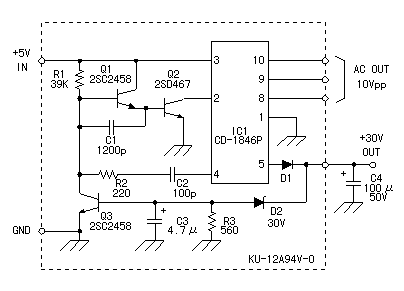 +5V
IN
R1
39K
Q1
2SC2458
Q2
2SD467
3
2
4
10
9
8
1
5
IC1
CD-1846P
AC OUT
10Vpp
C1
1200p
R2
220
C2
100p
D1
+30V
OUT
+
C4
100μ
50V
GND
Q3
2SC2458
+
C3
4.7μ
R3
560
D2
30V
KU-12A94V-0